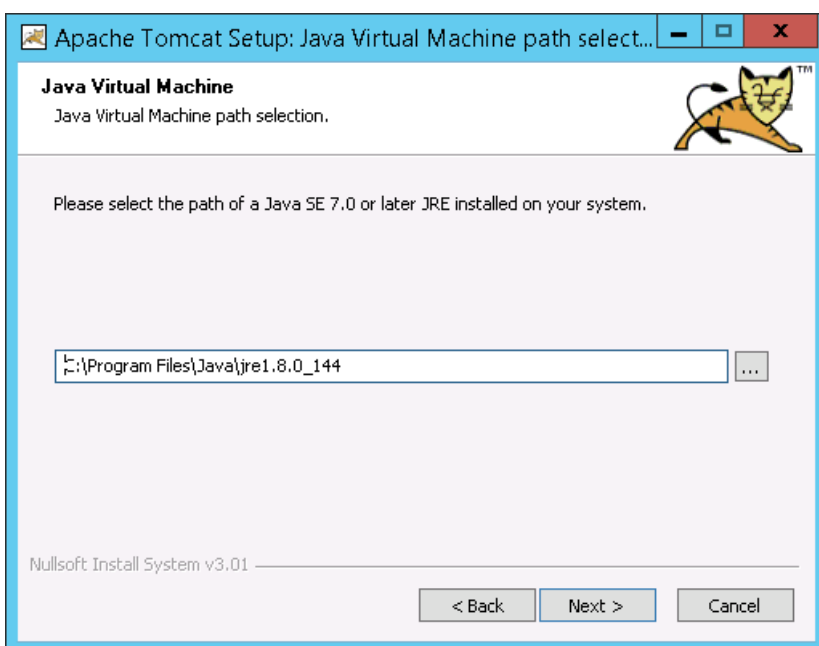 Apache Tomcat Setup: Java Virtual Machine path select...
Java Virtual Machine
Java Virtual Machine path selection.
TM
Please select the path of a Java SE 7.0 or later JRE installed on your system.
C:\Program Files\Java\jre1.8.0_144
...
Nullsoft Install System v3.01
< Back
Next >
Cancel